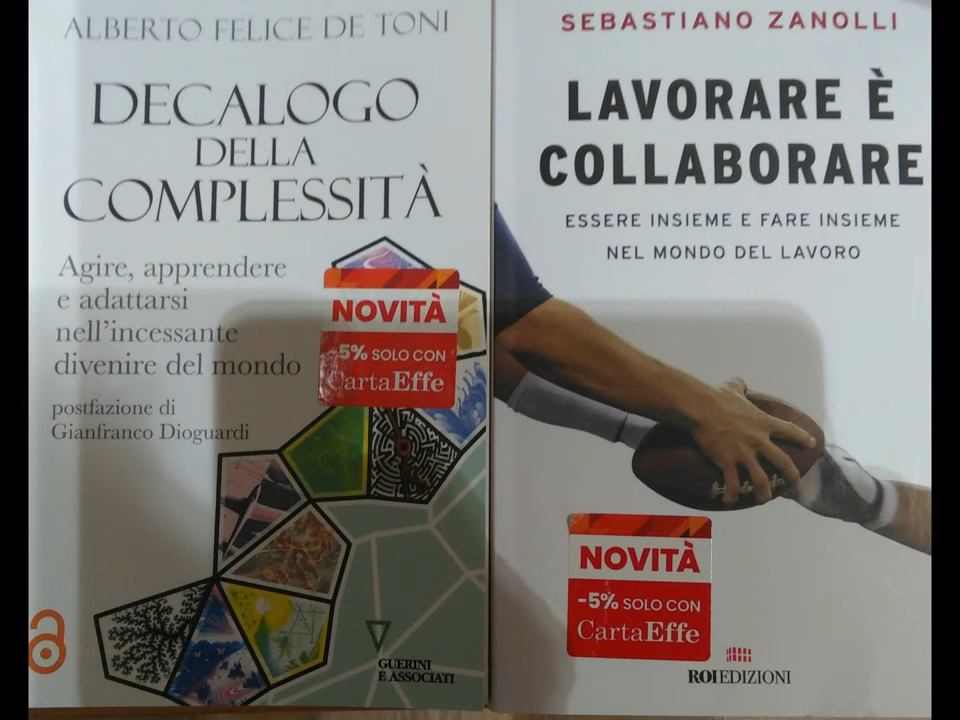 ALBERTO FELICE DE TONI
DECALOGO
DELLA
COMPLESSITÀ
Agire, apprendere
e adattarsi
nell'incessante
divenire del mondo
postfazione di
Gianfranco Dioguardi
NOVITÀ
-5% SOLO CON
CartaEffe
GUERINI
E ASSOCIATI
SEBASTIANO ZANOLLI
LAVORARE È
COLLABORARE
ESSERE INSIEME E FARE INSIEME
NEL MONDO DEL LAVORO
NOVITÀ
-5% SOLO CON
CartaEffe
ROIEDIZIONI